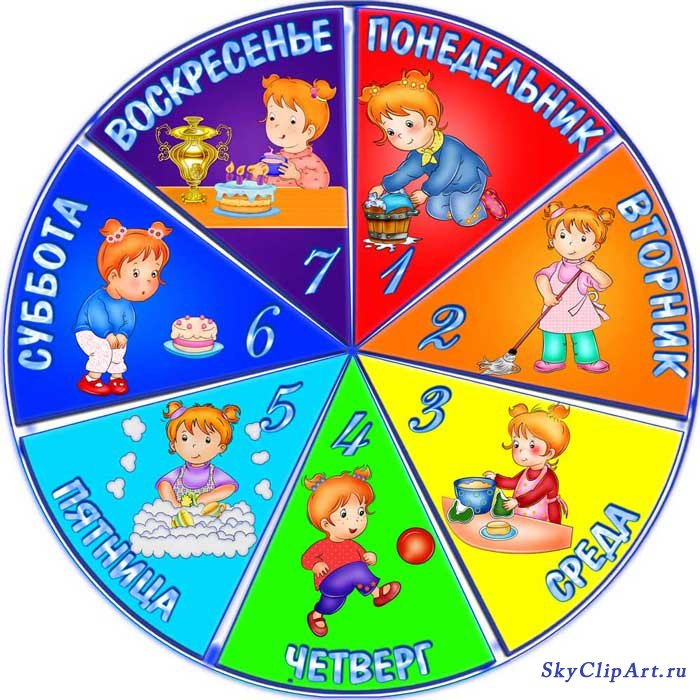 ПОНЕДЕЛЬНИК
1
ВТОРНИК
2
СРЕДА
3
ЧЕТВЕРГ
4
ПЯТНИЦА
5
СУББОТА
6
ВОСКРЕСЕНЬЕ
7
SkyClipArt.ru